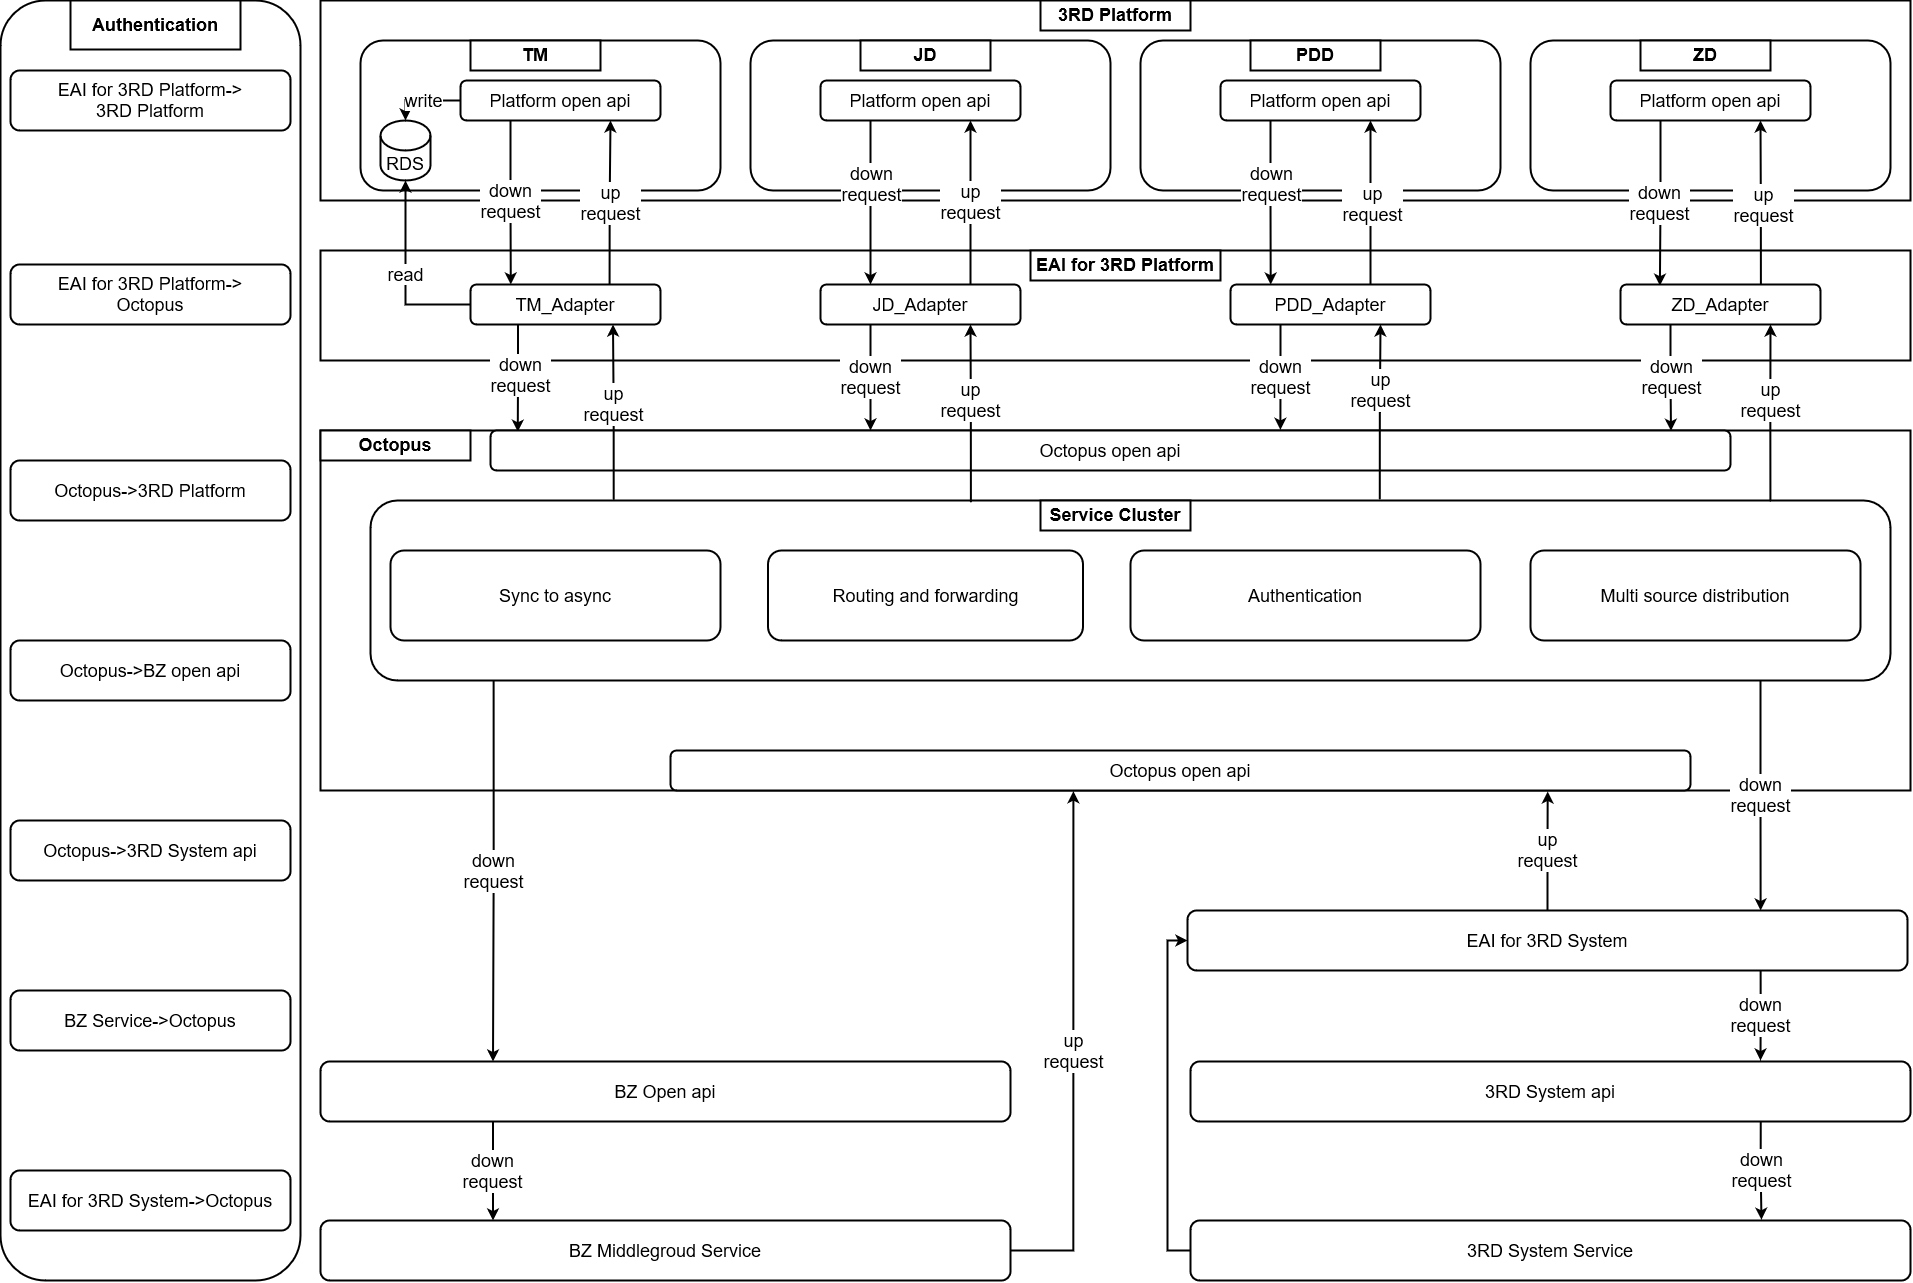 Authentication
EAI for 3RD Platform->
3RD Platform
EAI for 3RD Platform->
Octopus
Octopus->3RD Platform
Octopus->BZ open api
Octopus->3RD System api
BZ Service->Octopus
EAI for 3RD System->Octopus
3RD Platform
TM
JD
PDD
ZD
Platform open api
Platform open api
Platform open api
Platform open api
write
RDS
down
request
up
request
down
request
up
request
down
request
up
request
down
request
up
request
read
EAI for 3RD Platform
TM_Adapter
JD_Adapter
PDD_Adapter
ZD_Adapter
down
request
up
request
down
request
up
request
down
request
up
request
down
request
up
request
Octopus
Octopus open api
Service Cluster
Sync to async
Routing and forwarding
Authentication
Multi source distribution
Octopus open api
down
request
up
request
down
request
EAI for 3RD System
down
request
up
request
BZ Open api
3RD System api
down
request
down
request
BZ Middlegroud Service
3RD System Service